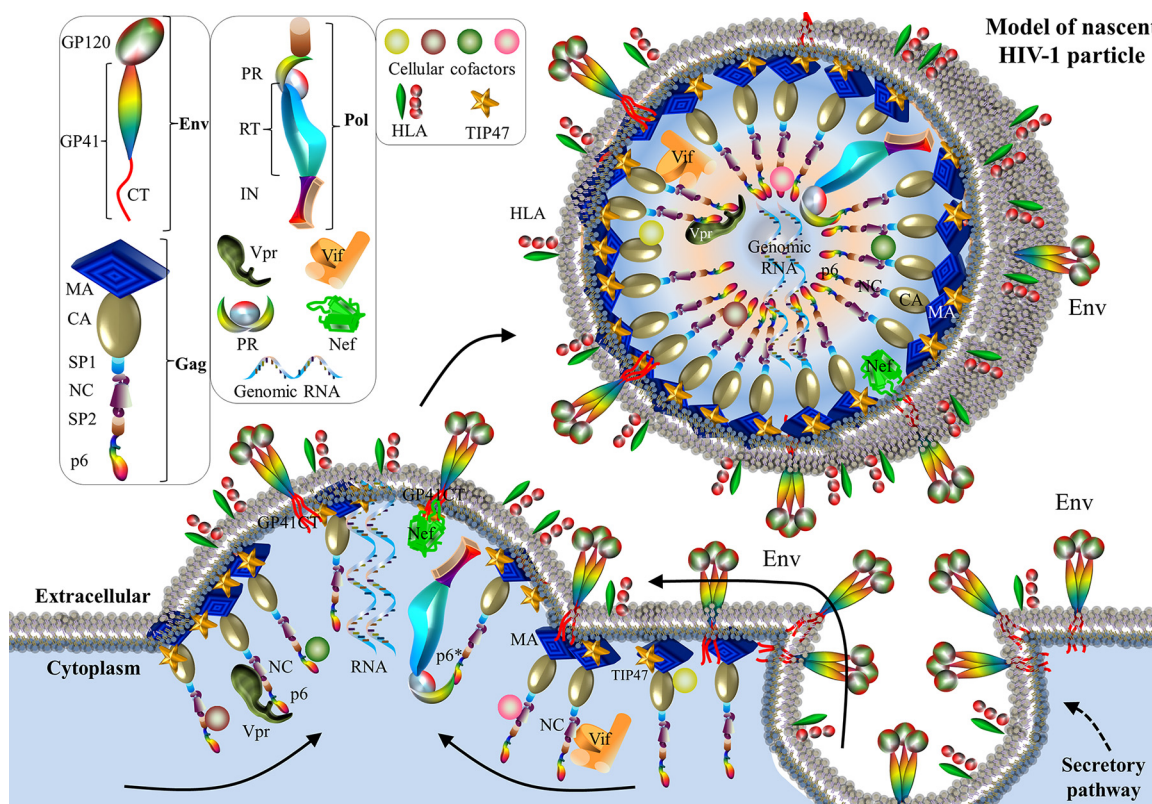 GP120
GP41
CT
Env
MA
CA
SP1
NC
SP2
p6
Gag
PR
RT
IN
Pol
Vpr
Vif
PR
Nef
Genomic RNA
Cellular cofactors
HLA
TIP47
Model of nascent
HIV-1 particle
HLA
Vif
Vpr
Genomic
RNA
p6
NC
CA
MA
Nef
Env
GP41CT
GP41CT
Nef
Extracellular
Cytoplasm
NC
p6
Vpr
RNA
p6*
MA
NC
Vif
TIP47
Env
Env
Secretory
pathway